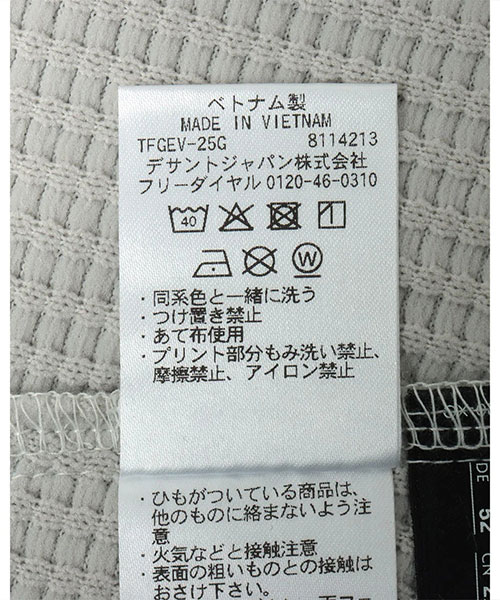 ベトナム製
MADE IN VIETNAM
TFGEV-25G 8114213
デサントジャパン株式会社
フリーダイヤル 0120-46-0310
40
W
・同系色と一緒に洗う
・つけ置き禁止
・あて布使用
・プリント部分もみ洗い禁止、
摩擦禁止、アイロン禁止
・ひもがついている商品は、
他のものに絡まないよう注
意
・火気などと接触注意
・表面の粗いものとの接触は
おさけ下さい。
DE 52 CN